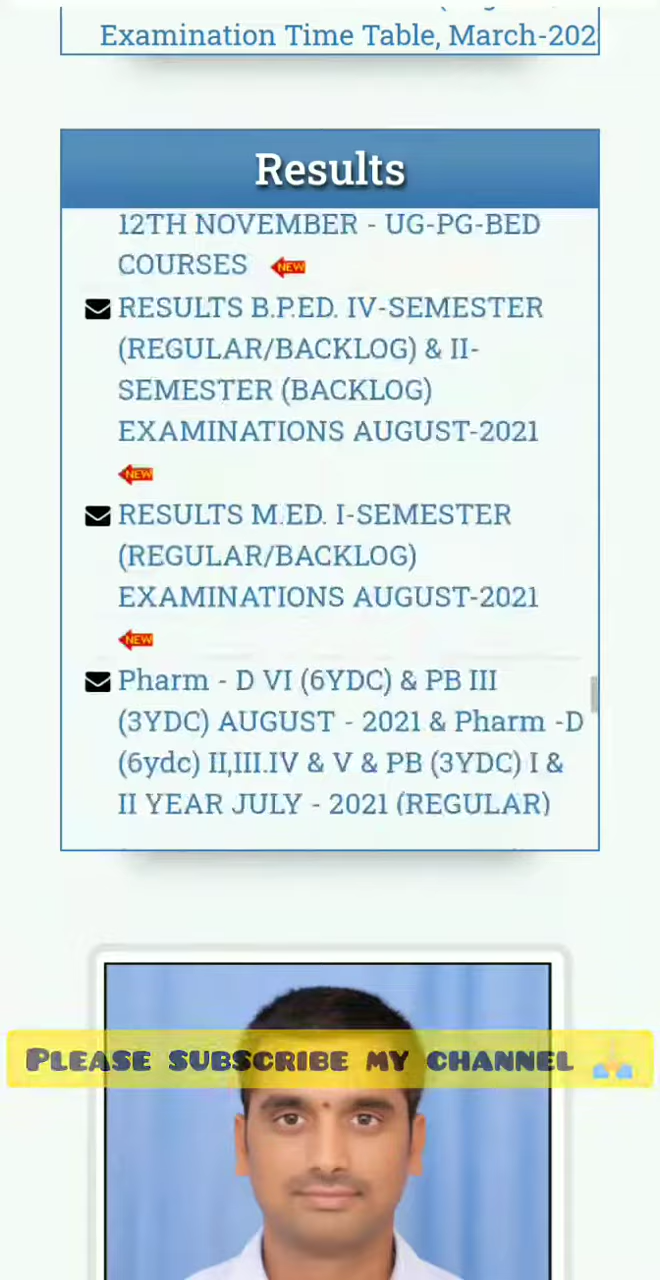 Examination Time Table, March-202
Results
12TH NOVEMBER - UG-PG-BED
COURSES NEW
RESULTS B.P.ED. IV-SEMESTER
(REGULAR/BACKLOG) & II-
SEMESTER (BACKLOG)
EXAMINATIONS AUGUST-2021
NEW
RESULTS M.ED. I-SEMESTER
(REGULAR/BACKLOG)
EXAMINATIONS AUGUST-2021
NEW
Pharm - D VI (6YDC) & PB III
(3YDC) AUGUST - 2021 & Pharm -D
(6ydc) II,III.IV & V & PB (3YDC) I &
II YEAR JULY - 2021 (REGULAR)
PLEASE SUBSCRIBE MY CHANNEL 🙏